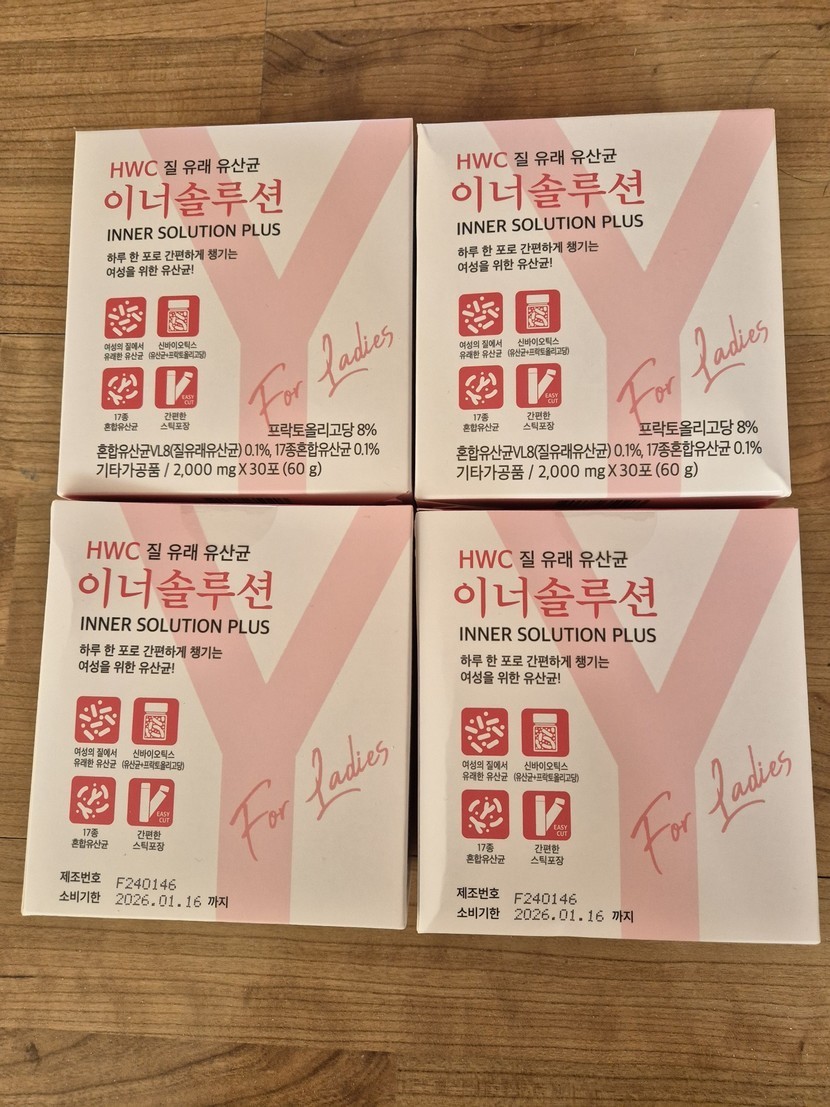 HWC 질 유래 유산균
이너솔루션
INNER SOLUTION PLUS
하루 한 포로 간편하게 챙기는
여성을 위한 유산균!
여성의 질에서
유래한 유산균
신바이오틱스
(유산균+프락토올리고당)
17종
혼합유산균
EASY
CUT
간편한
스틱포장
For Ladies
프락토올리고당 8%
혼합유산균VL8(질유래유산균) 0.1%, 17종혼합유산균 0.1%
기타가공품 / 2,000 mg X 30포 (60 g)
HWC 질 유래 유산균
이너솔루션
INNER SOLUTION PLUS
하루 한 포로 간편하게 챙기는
여성을 위한 유산균!
여성의 질에서
유래한 유산균
신바이오틱스
(유산균+프락토올리고당)
17종
혼합유산균
EASY
CUT
간편한
스틱포장
For Ladies
프락토올리고당 8%
혼합유산균VL8(질유래유산균) 0.1%, 17종혼합유산균 0.1%
기타가공품 / 2,000 mg X 30포 (60 g)
HWC 질 유래 유산균
이너솔루션
INNER SOLUTION PLUS
하루 한 포로 간편하게 챙기는
여성을 위한 유산균!
여성의 질에서
유래한 유산균
신바이오틱스
(유산균+프락토올리고당)
17종
혼합유산균
EASY
CUT
간편한
스틱포장
For Ladies
제조번호 F240146
소비기한 2026.01.16 까지
HWC 질 유래 유산균
이너솔루션
INNER SOLUTION PLUS
하루 한 포로 간편하게 챙기는
여성을 위한 유산균!
여성의 질에서
유래한 유산균
신바이오틱스
(유산균+프락토올리고당)
17종
혼합유산균
EASY
CUT
간편한
스틱포장
For Ladies
제조번호 F240146
소비기한 2026.01.16 까지